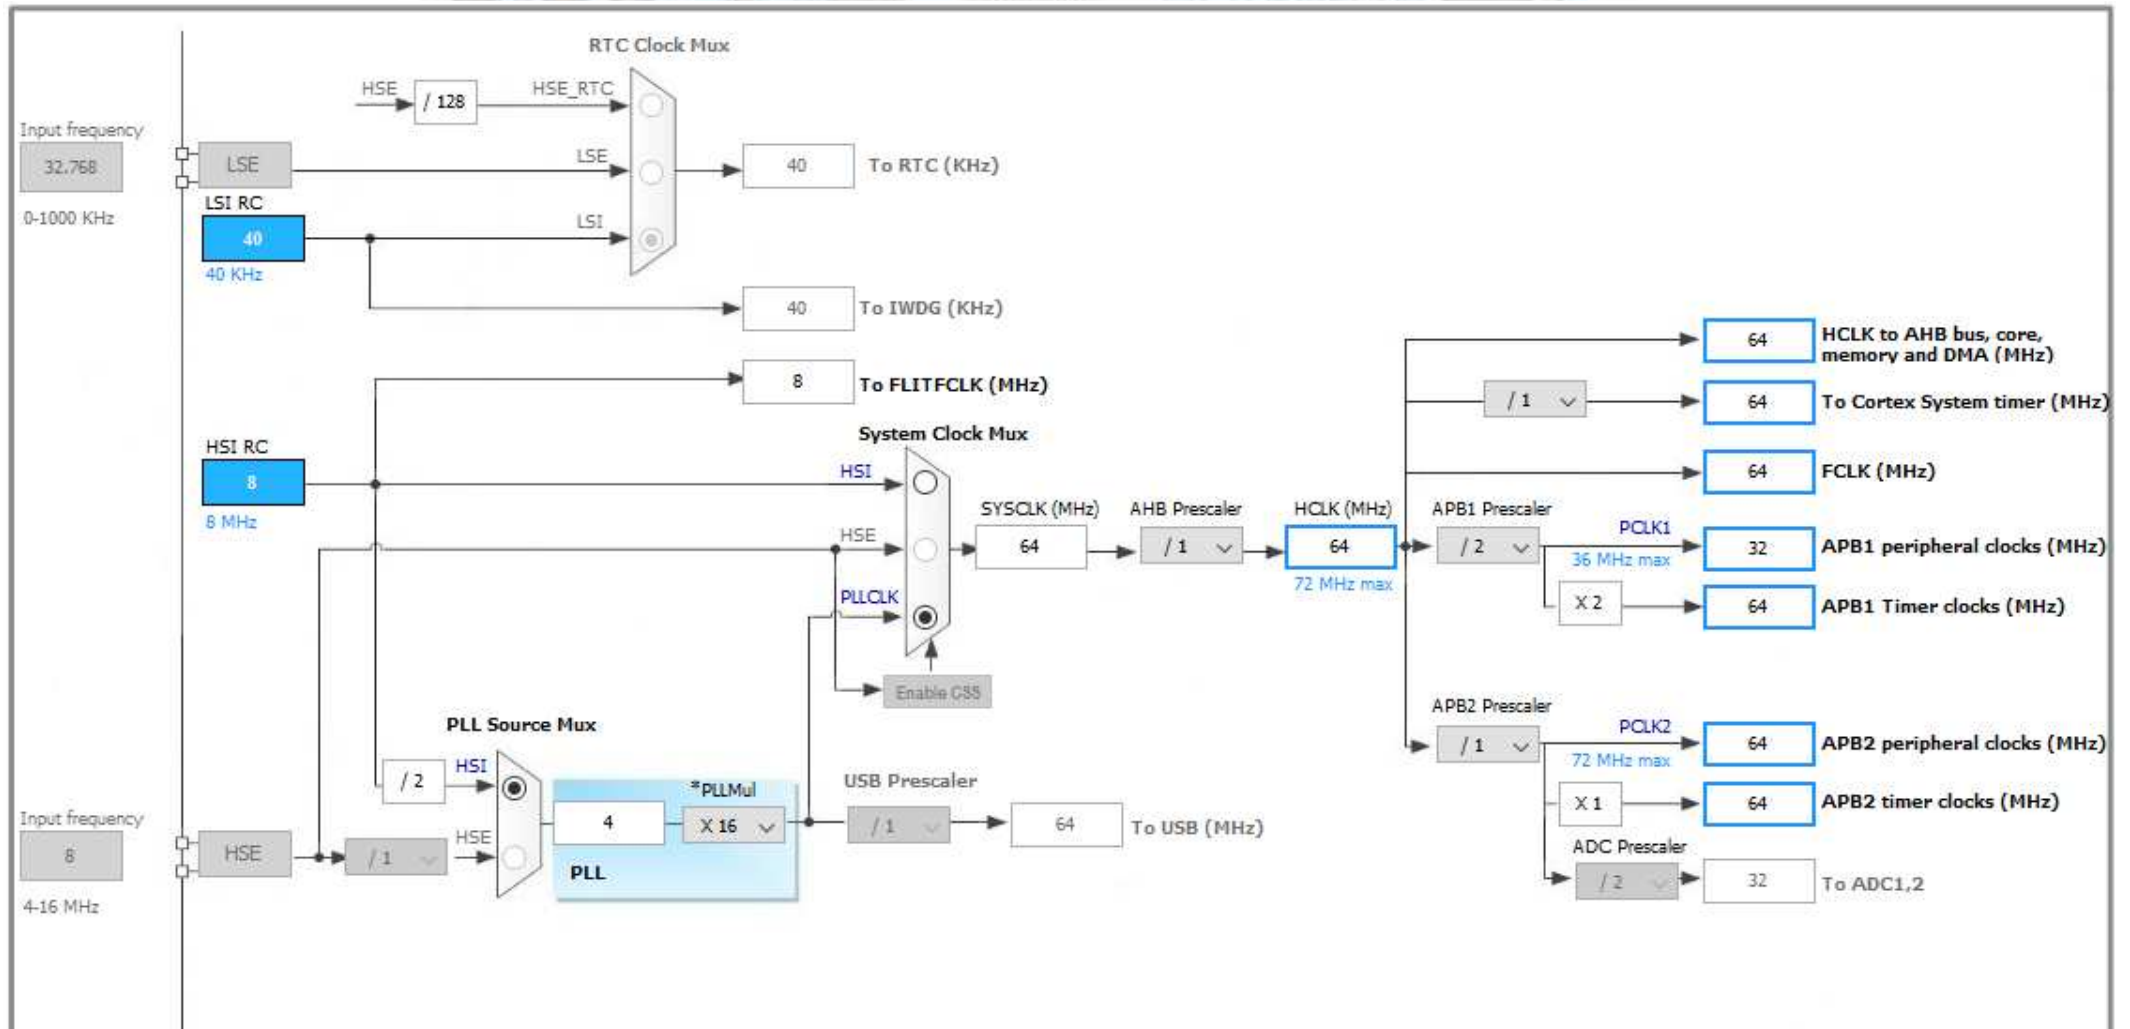 RTC Clock Mux
HSE
/ 128
HSE_RTC
Input frequency
32.768
0-1000 KHz
LSE
LSE
40
To RTC (KHz)
LSI RC
40
40 KHz
LSI
40
To IWDG (KHz)
8
To FLITFCLK (MHz)
HSI RC
8
8 MHz
System Clock Mux
HSI
HSE
PLLCLK
Enable CSS
SYSCLK (MHz)
64
AHB Prescaler
/ 1
HCLK (MHz)
64
72 MHz max
64
HCLK to AHB bus, core,
memory and DMA (MHz)
/ 1
64
To Cortex System timer (MHz)
64
FCLK (MHz)
APB1 Prescaler
/ 2
PCLK1
36 MHz max
32
APB1 peripheral clocks (MHz)
X 2
64
APB1 Timer clocks (MHz)
APB2 Prescaler
/ 1
PCLK2
72 MHz max
64
APB2 peripheral clocks (MHz)
X 1
64
APB2 timer clocks (MHz)
ADC Prescaler
/ 2
32
To ADC1,2
PLL Source Mux
/ 2
HSI
HSE
Input frequency
8
4-16 MHz
HSE
/ 1
4
*PLLMul
X 16
PLL
USB Prescaler
/ 1
64
To USB (MHz)